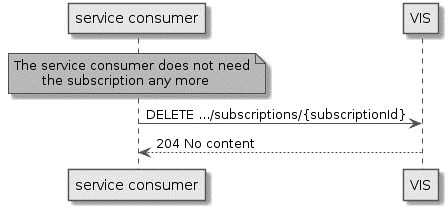 service consumer
VIS
The service consumer does not need
the subscription any more
DELETE .../subscriptions/{subscriptionId}
204 No content
service consumer
VIS